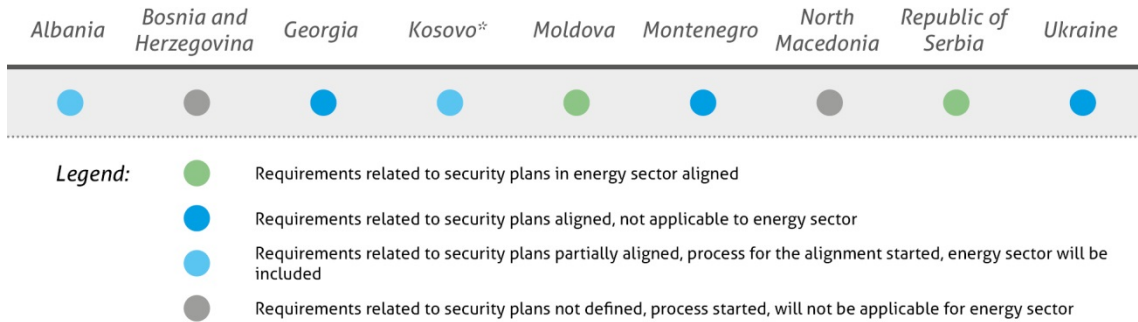 Albania Bosnia and Herzegovina Georgia Kosovo* Moldova Montenegro North Macedonia Republic of Serbia Ukraine
Legend:
Requirements related to security plans in energy sector aligned
Requirements related to security plans aligned, not applicable to energy sector
Requirements related to security plans partially aligned, process for the alignment started, energy sector will be
included
Requirements related to security plans not defined, process started, will not be applicable for energy sector